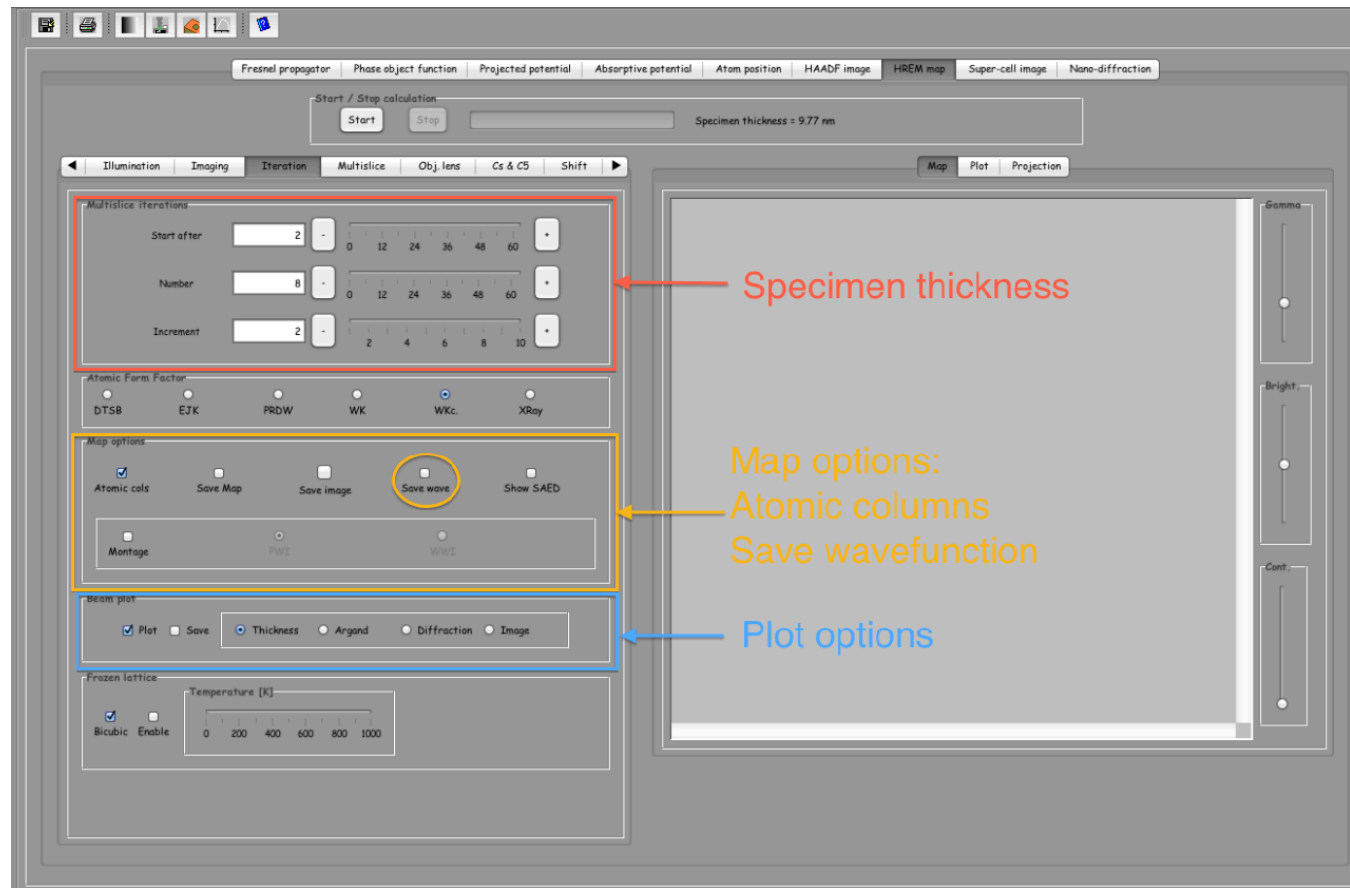 Fresnel propagator Phase object function Projected potential Absorptive potential Atom position HAADF image HREM map Super-cell image Nano-diffraction
Start / Stop calculation
Start Stop Specimen thickness = 9.77 nm
Illumination Imaging Iteration Multislice Obj. lens Cs & C5 Shift
Map Plot Projection
Multislice iterations
Start after 2 - 0 12 24 36 48 60 +
Number 8 - 0 12 24 36 48 60 +
Increment 2 - 2 4 6 8 10 +
Specimen thickness
Atomic Form Factor
DTSB EJK PRDW WK WKc. XRay
Map options
Atomic cols Save Map Save image Save wave Show SAED
Montage PWI WWI
Map options:
Atomic columns
Save wavefunction
Beam plot
Plot Save Thickness Argand Diffraction Image
Plot options
Frozen lattice
Temperature [K]
Bicubic Enable 0 200 400 600 800 1000
Gamma
Bright.
Cont.